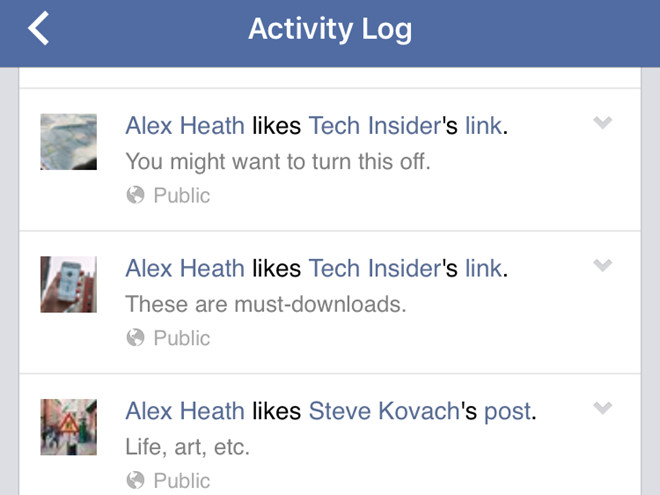 Activity Log
Alex Heath likes Tech Insider's link.
You might want to turn this off.
Public
Alex Heath likes Tech Insider's link.
These are must-downloads.
Public
Alex Heath likes Steve Kovach's post.
Life, art, etc.
Public